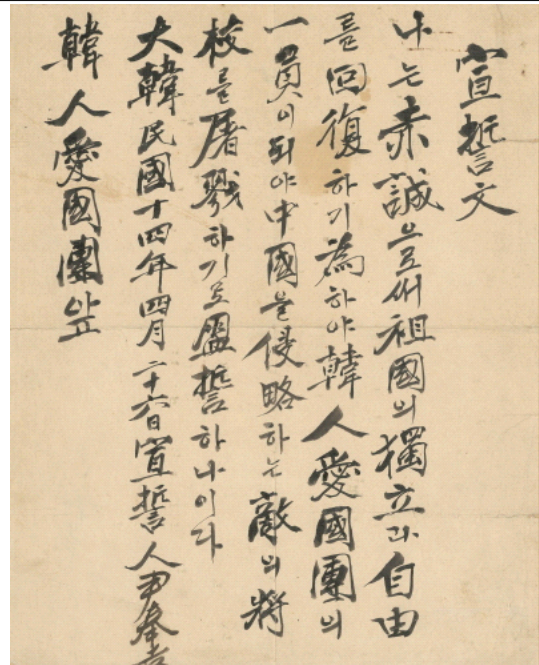 宣誓文
나는赤誠으로써祖國의獨立과自由
를回復하기爲하야韓人愛國團의
一員이되야中國을侵略하는敵의將
校를屠戮하기로盟誓하나이다
大韓民國十四年四月二十六日宣誓人尹奉吉
韓人愛國團앞